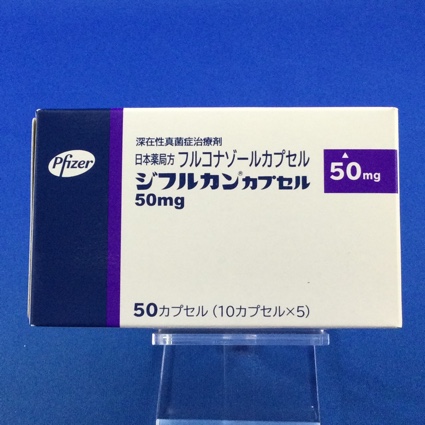 Pfizer
深在性真菌症治療剤
日本薬局方 フルコナゾールカプセル
ジフルカン®カプセル
50mg
50mg
50カプセル(10カプセル×5)